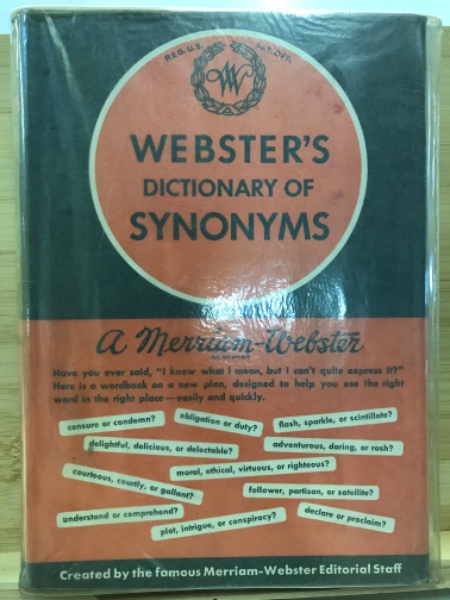 REG. U.S. PAT. OFF.
W
WEBSTER'S
DICTIONARY OF
SYNONYMS
a Merriam-Webster
REG. U.S. PAT. OFF.
Have you ever said, "I know what I mean, but I can't quite express it?"
Here is a wordbook on a new plan, designed to help you use the right
word in the right place—easily and quickly.
censure or condemn?
obligation or duty?
flash, sparkle, or scintillate?
delightful, delicious, or delectable?
adventurous, daring, or rash?
courteous, courtly, or gallant?
moral, ethical, virtuous, or righteous?
follower, partisan, or satellite?
understand or comprehend?
plot, intrigue, or conspiracy?
declare or proclaim?
Created by the famous Merriam-Webster Editorial Staff